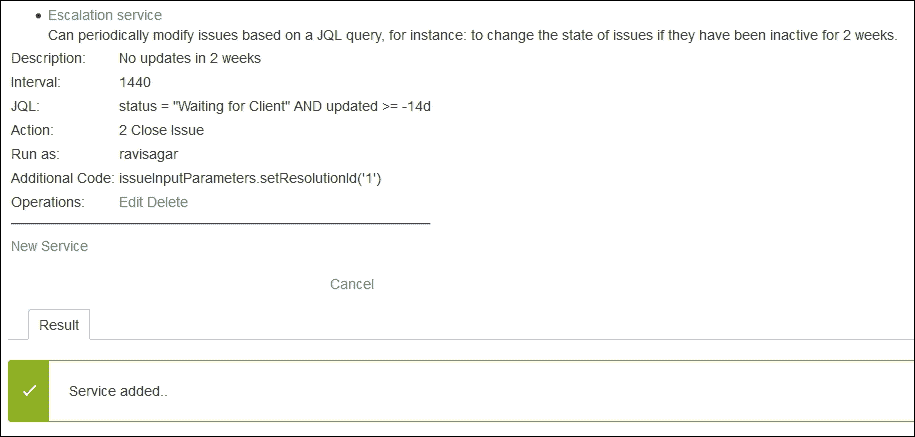 Escalation service
Can periodically modify issues based on a JQL query, for instance: to change the state of issues if they have been inactive for 2 weeks.
Description: No updates in 2 weeks
Interval: 1440
JQL: status = "Waiting for Client" AND updated >= -14d
Action: 2 Close Issue
Run as: ravisagar
Additional Code: issueInputParameters.setResolutionId('1')
Operations: Edit Delete
New Service
Cancel
Result
Service added..